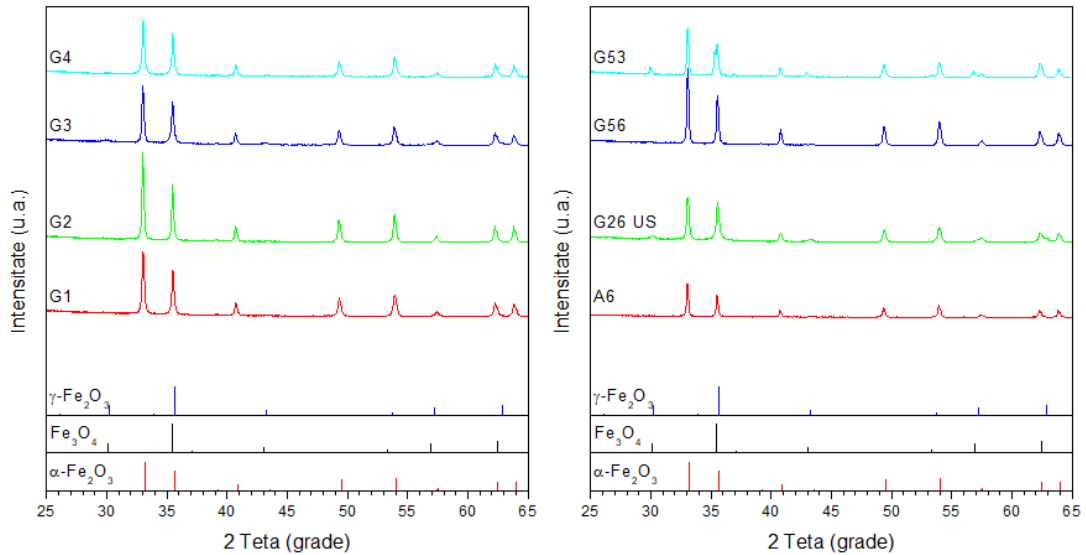 G4
G3
G2
G1
γ-Fe₂O₃
Fe₃O₄
α-Fe₂O₃
25 30 35 40 45 50 55 60 65
2 Teta (grade)
Intensitate (u.a.)
G53
G56
G26 US
A6
γ-Fe₂O₃
Fe₃O₄
α-Fe₂O₃
25 30 35 40 45 50 55 60 65
2 Teta (grade)
Intensitate (u.a.)